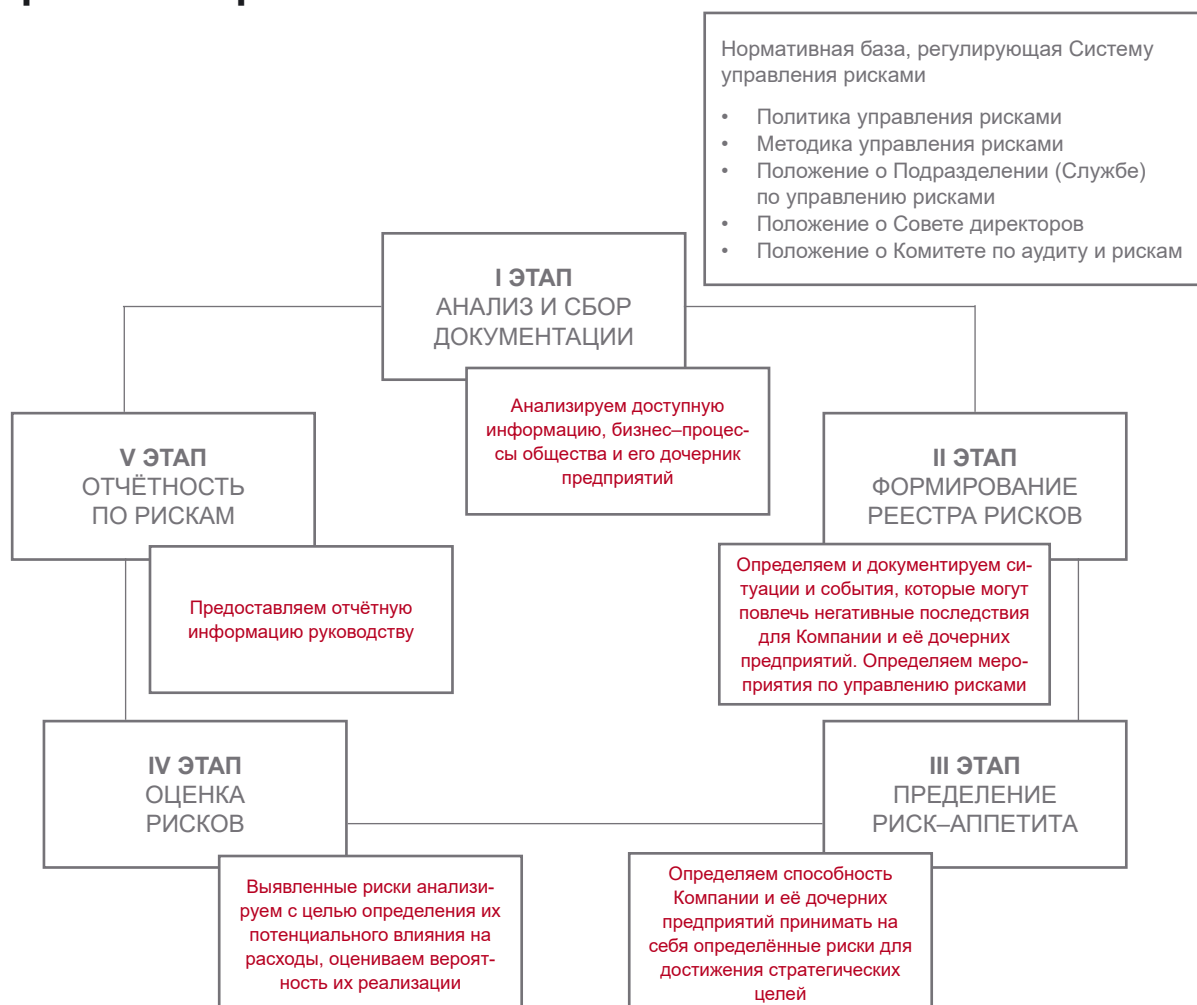 Нормативная база, регулирующая Систему
управления рисками
• Политика управления рисками
• Методика управления рисками
• Положение о Подразделении (Службе)
по управлению рисками
• Положение о Совете директоров
• Положение о Комитете по аудиту и рискам
I ЭТАП
АНАЛИЗ И СБОР
ДОКУМЕНТАЦИИ
Анализируем доступную
информацию, бизнес–процес-
сы общества и его дочерник
предприятий
V ЭТАП
ОТЧЁТНОСТЬ
ПО РИСКАМ
Предоставляем отчётную
информацию руководству
II ЭТАП
ФОРМИРОВАНИЕ
РЕЕСТРА РИСКОВ
Определяем и документируем си-
туации и события, которые могут
повлечь негативные последствия
для Компании и её дочерних
предприятий. Определяем меро-
приятия по управлению рисками
IV ЭТАП
ОЦЕНКА
РИСКОВ
Выявленные риски анализи-
руем с целью определения их
потенциального влияния на
расходы, оцениваем вероят-
ность их реализации
III ЭТАП
ПРЕДЕЛЕНИЕ
РИСК–АППЕТИТА
Определяем способность
Компании и её дочерних
предприятий принимать на
себя определённые риски для
достижения стратегических
целей